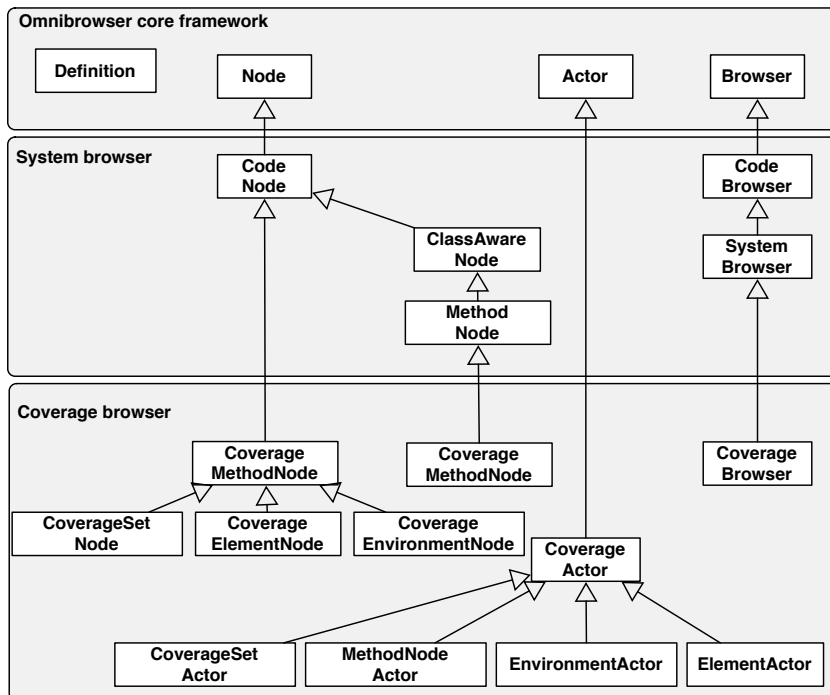 Omnibrowser core framework
Definition
Node
Actor
Browser
System browser
Code
Node
Code
Browser
ClassAware
Node
System
Browser
Method
Node
Coverage browser
Coverage
MethodNode
Coverage
MethodNode
Coverage
Browser
CoverageSet
Node
Coverage
ElementNode
Coverage
EnvironmentNode
Coverage
Actor
CoverageSet
Actor
MethodNode
Actor
EnvironmentActor
ElementActor